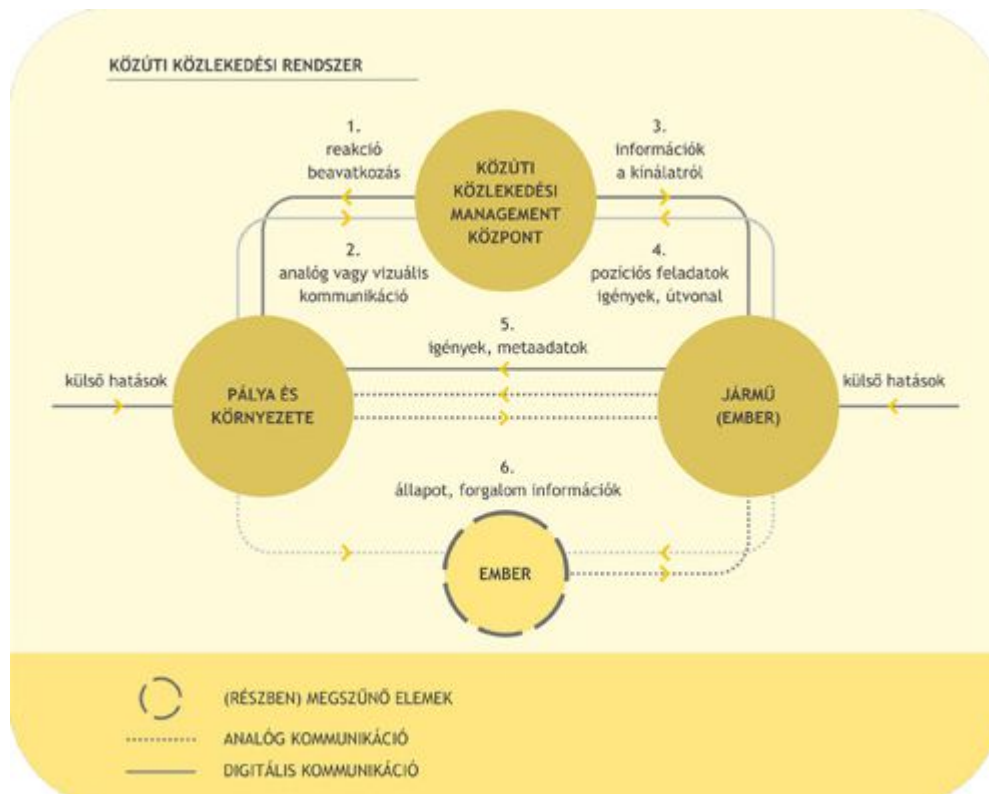 KÖZÚTI KÖZLEKEDÉSI RENDSZER
1.
reakció
beavatkozás
KÖZÚTI
KÖZLEKEDÉSI
MANAGEMENT
KÖZPONT
3.
információk
a kínálatról
2.
analóg vagy vizuális
kommunikáció
4.
pozíciós feladatok
igények, útvonal
5.
igények, metaadatok
külső hatások
PÁLYA ÉS
KÖRNYEZETE
JÁRMŰ
(EMBER)
külső hatások
6.
állapot, forgalom információk
EMBER
(RÉSZBEN) MEGSZŰNŐ ELEMEK
ANALÓG KOMMUNIKÁCIÓ
DIGITÁLIS KOMMUNIKÁCIÓ